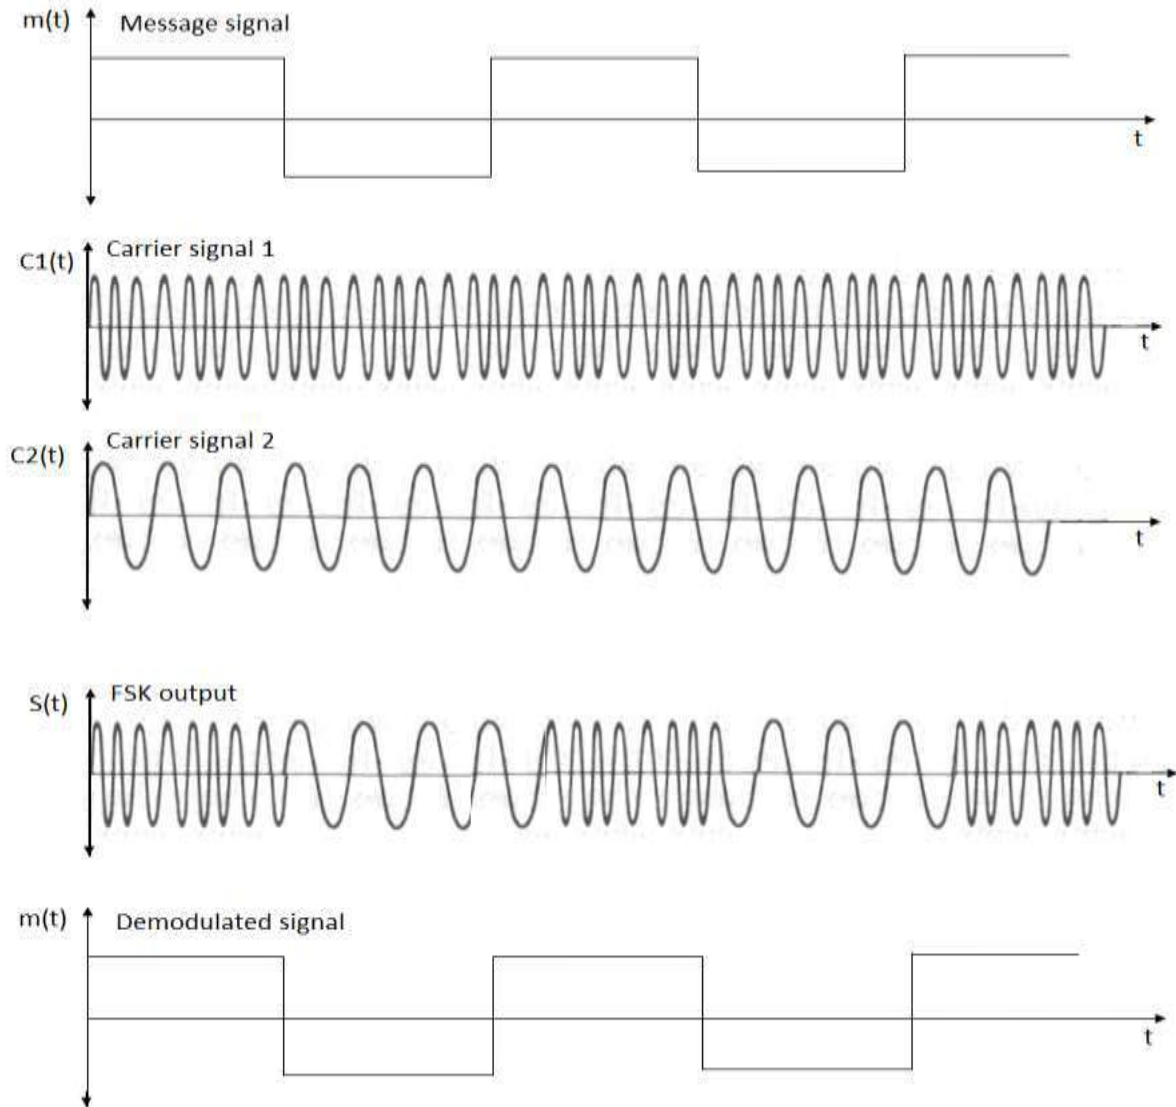 m(t) Message signal
t
C1(t) Carrier signal 1
t
C2(t) Carrier signal 2
t
S(t) FSK output
t
m(t) Demodulated signal
t